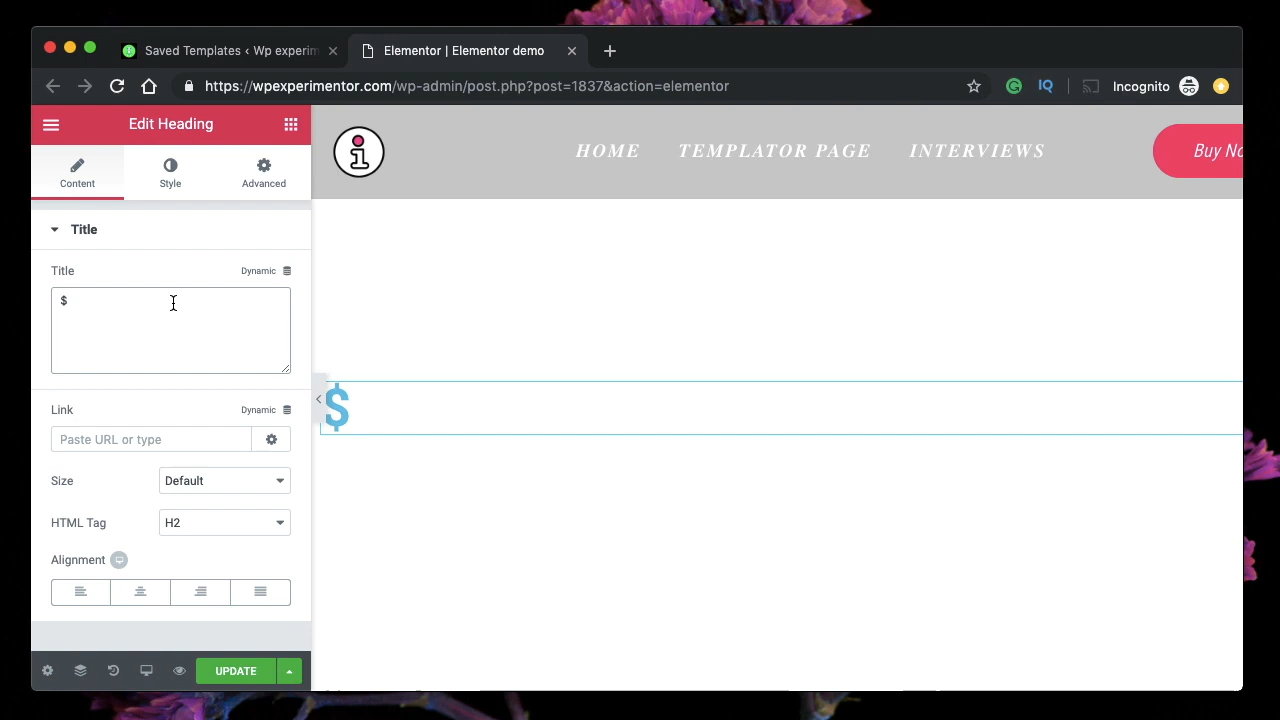 Saved Templates ‹ Wp experim
Elementor | Elementor demo
https://wpexperimentor.com/wp-admin/post.php?post=1837&action=elementor
IQ
Incognito
Edit Heading
Content
Style
Advanced
HOME
TEMPLATOR PAGE
INTERVIEWS
Buy No
Title
Title
Dynamic
$
$
Link
Dynamic
Paste URL or type
Size
Default
HTML Tag
H2
Alignment
UPDATE